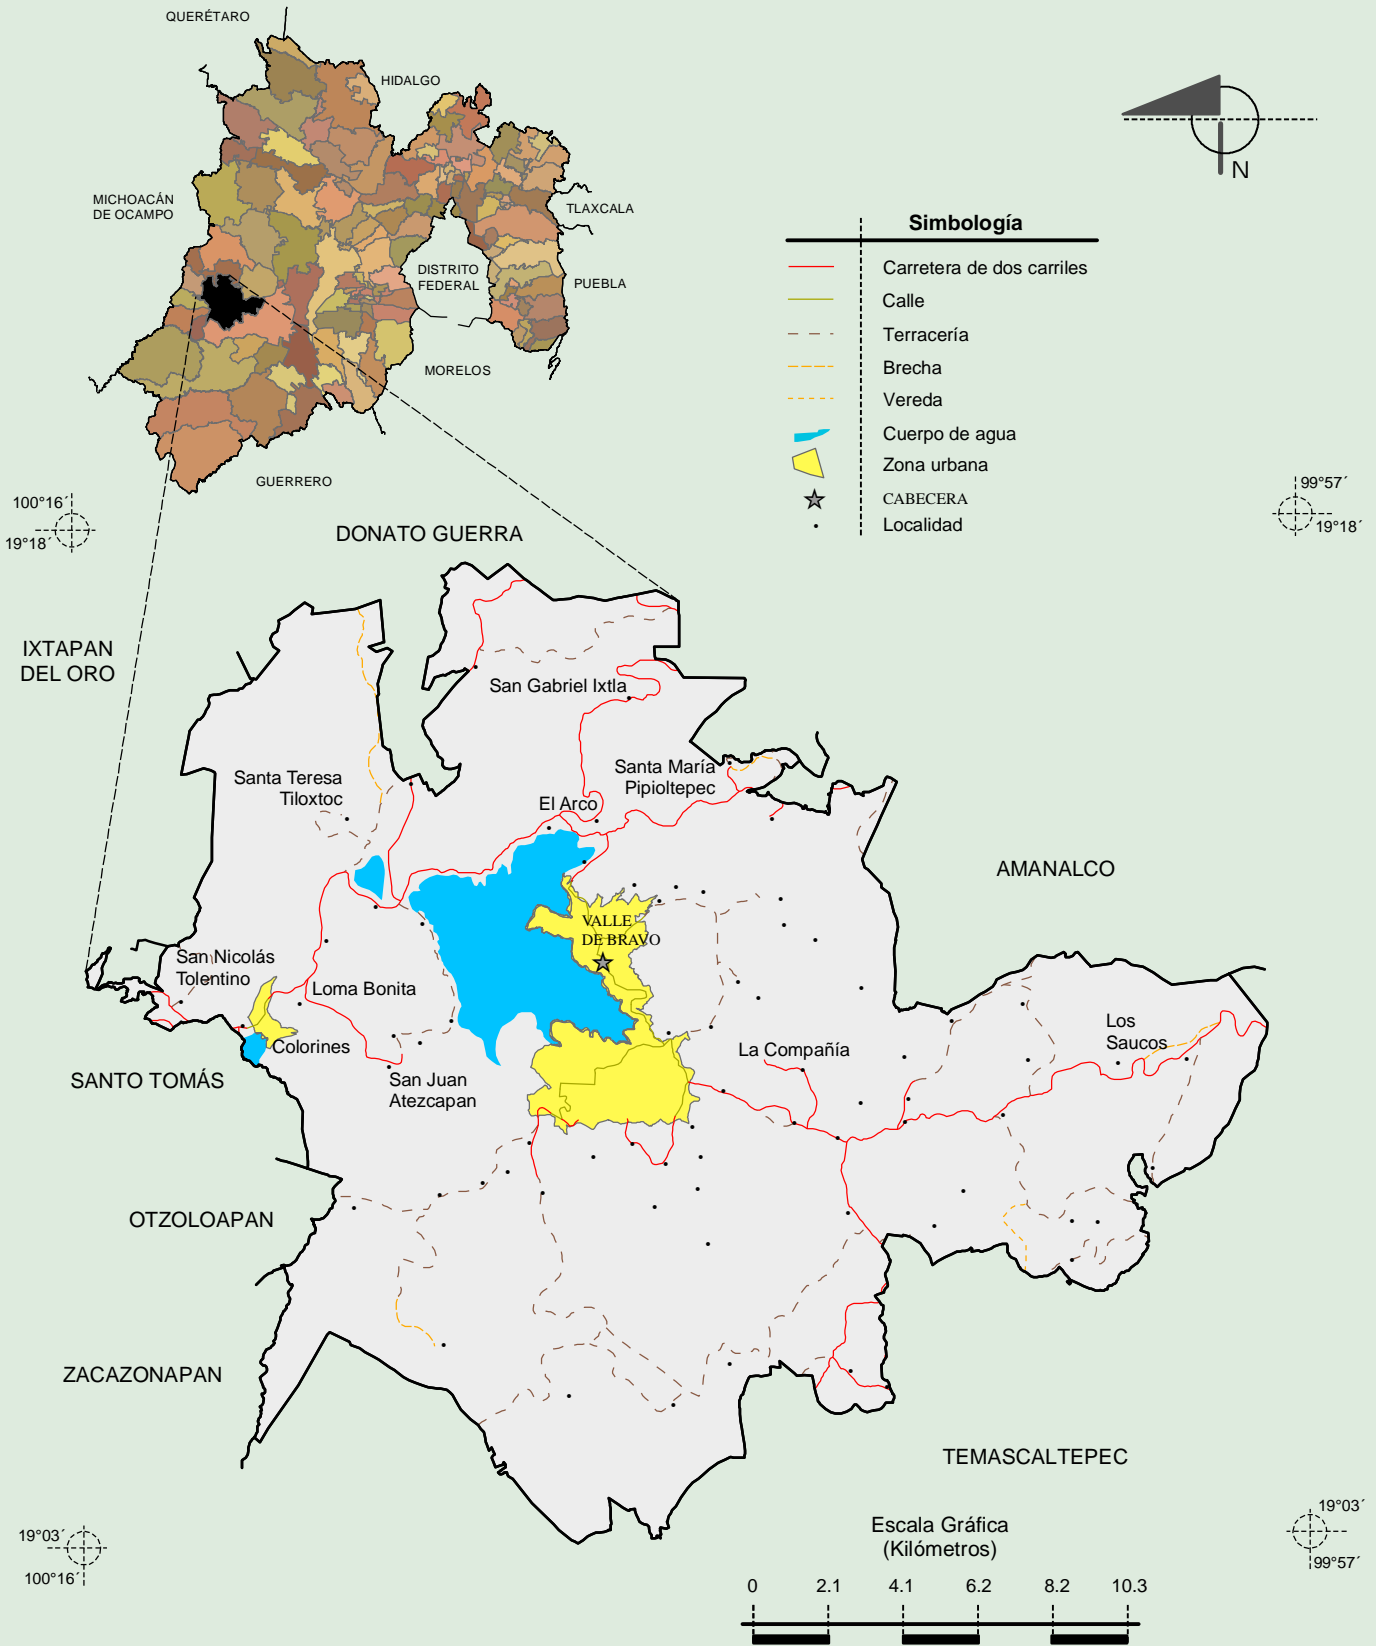 QUERÉTARO
HIDALGO
MICHOACÁN
DE OCAMPO
TLAXCALA
DISTRITO
FEDERAL
PUEBLA
MORELOS
GUERRERO
N
Simbología
Carretera de dos carriles
Calle
Terracería
Brecha
Vereda
Cuerpo de agua
Zona urbana
CABECERA
Localidad
100°16´
19°18´
99°57´
19°18´
DONATO GUERRA
IXTAPAN
DEL ORO
San Gabriel Ixtla
Santa Teresa
Tiloxtoc
Santa María
Pipioltepec
El Arco
AMANALCO
VALLE
DE BRAVO
San Nicolás
Tolentino
Loma Bonita
Colorines
Los
Saucos
La Compañía
SANTO TOMÁS
San Juan
Atezcapan
OTZOLOAPAN
ZACAZONAPAN
TEMASCALTEPEC
19°03´
100°16´
19°03´
99°57´
Escala Gráfica
(Kilómetros)
0 2.1 4.1 6.2 8.2 10.3